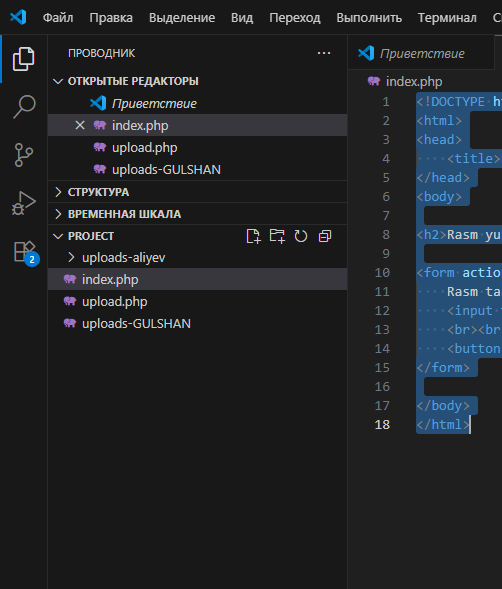 Файл Правка Выделение Вид Переход Выполнить Терминал
ПРОВОДНИК
ОТКРЫТЫЕ РЕДАКТОРЫ
Приветствие
index.php
upload.php
uploads-GULSHAN
СТРУКТУРА
ВРЕМЕННАЯ ШКАЛА
PROJECT
uploads-aliyev
index.php
upload.php
uploads-GULSHAN
2
Приветствие
index.php
1 <!DOCTYPE
2 <html>
3 <head>
4 ····<title>
5 </head>
6 <body>
7
8 <h2>Rasm yu
9
10 <form action
11 Rasm ta
12 ····<input
13 ····<br><br
14 ····<button
15 </form>
16
17 </body>
18 </html>